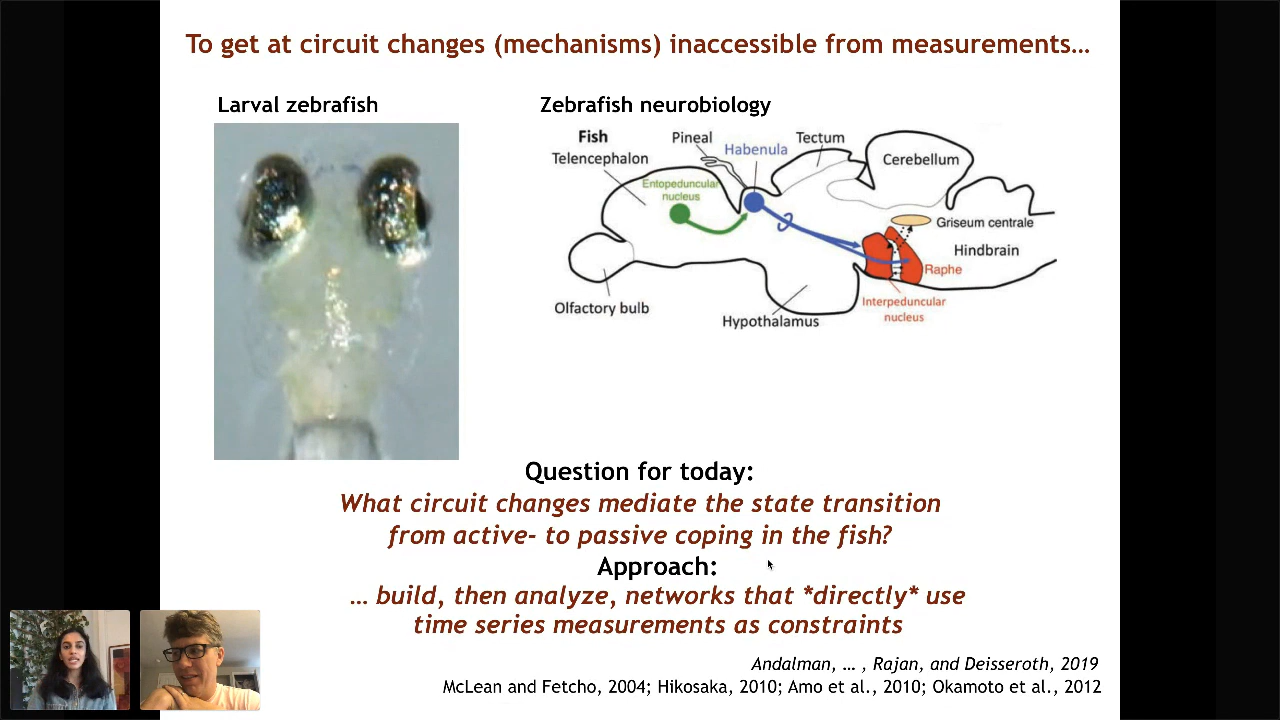 To get at circuit changes (mechanisms) inaccessible from measurements…
Larval zebrafish
Zebrafish neurobiology
Fish
Pineal
Tectum
Habenula
Telencephalon
Cerebellum
Entopeduncular
nucleus
Griseum centrale
Hindbrain
Raphe
Interpeduncular
nucleus
Olfactory bulb
Hypothalamus
Question for today:
What circuit changes mediate the state transition
from active- to passive coping in the fish?
Approach:
… build, then analyze, networks that *directly* use
time series measurements as constraints
Andalman, … , Rajan, and Deisseroth, 2019
McLean and Fetcho, 2004; Hikosaka, 2010; Amo et al., 2010; Okamoto et al., 2012